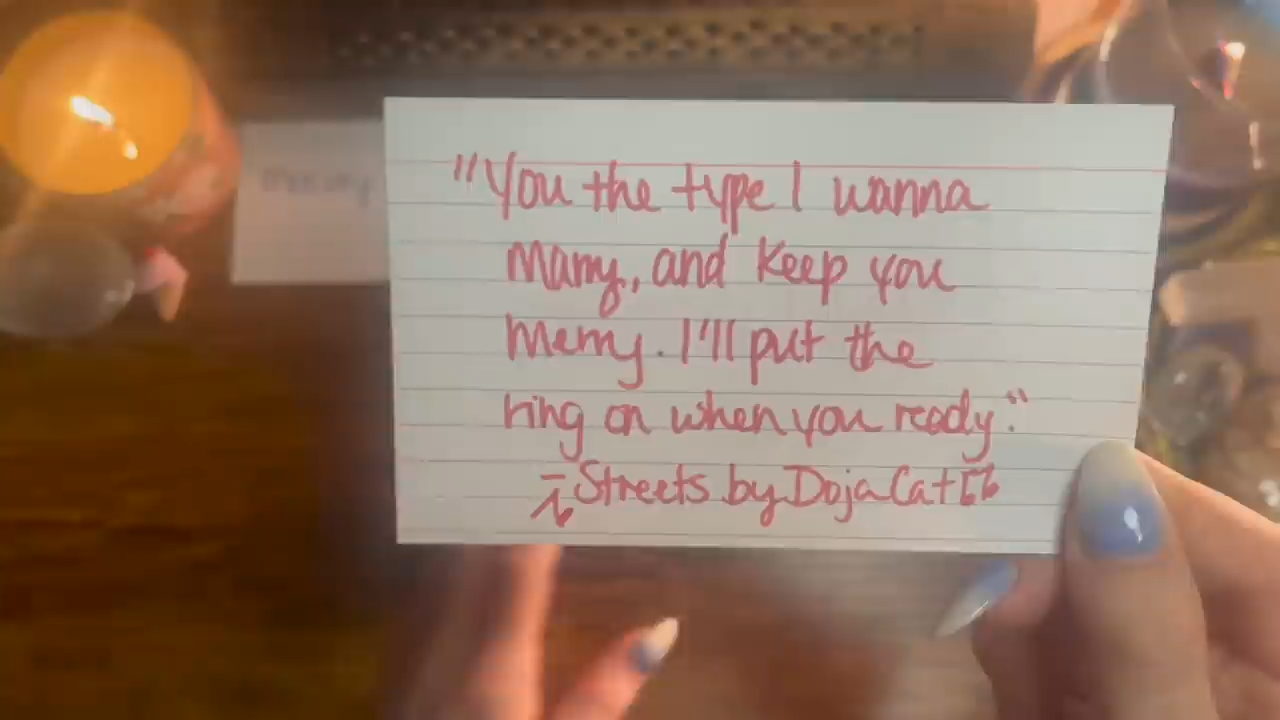 "You the type I wanna
marry, and keep you
merry. I'll put the
ring on when you ready."
Streets by Doja Cat